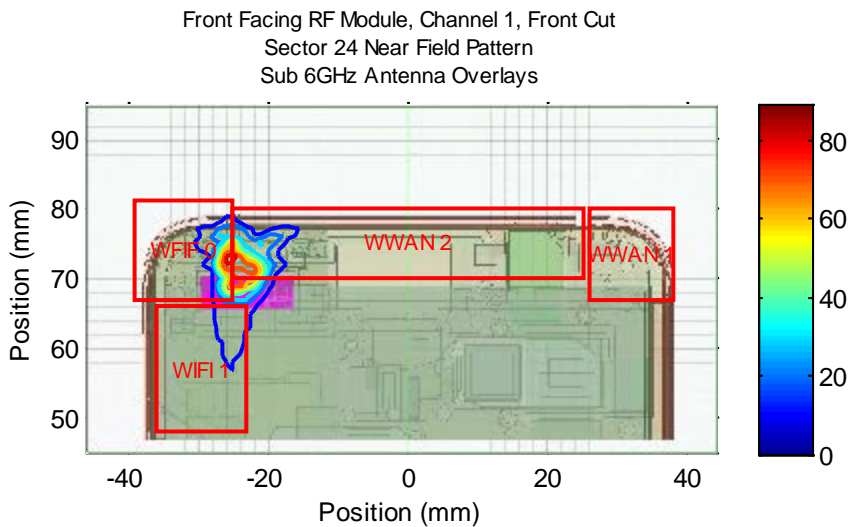 Front Facing RF Module, Channel 1, Front Cut
Sector 24 Near Field Pattern
Sub 6GHz Antenna Overlays
90
80
70
60
50
Position (mm)
WIFI 0
WWAN 2
WWAN 1
WIFI 1
-40
-20
0
20
40
Position (mm)
80
60
40
20
0